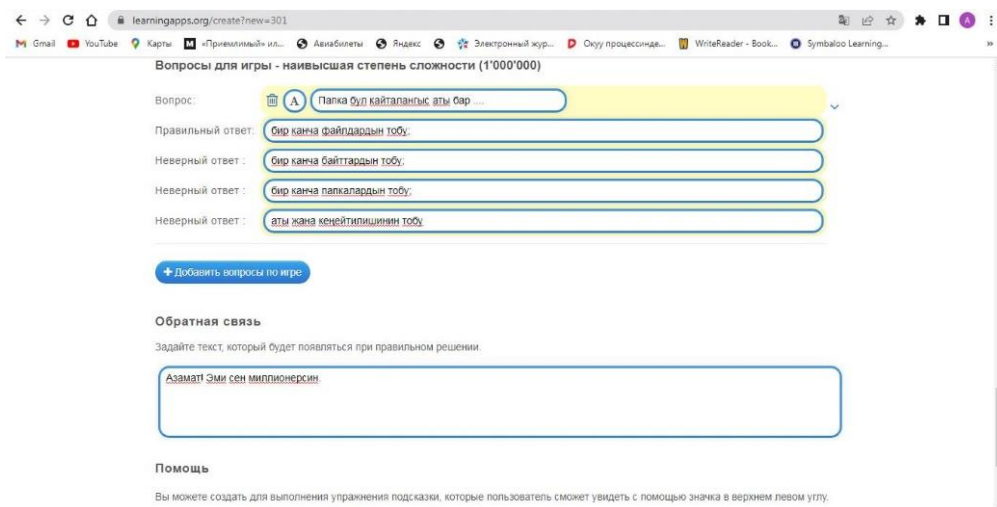 learningapps.org/create?new=301
Gmail YouTube Карты «Приемлимый» ил... Авиабилеты Яндекс Электронный жур... Окуу процессинде... WriteReader - Book... Symbaloo Learning... »
Вопросы для игры - наивысшая степень сложности (1'000'000)
Вопрос: A Папка бул кайталангыс аты бар ....
Правильный ответ: бир канча файлдардын тобу;
Неверный ответ : бир канча байттардын тобу;
Неверный ответ : бир канча папкалардын тобу;
Неверный ответ : аты жана кеңейтилишинин тобу
+ Добавить вопросы по игре
Обратная связь
Задайте текст, который будет появляться при правильном решении.
Азамат! Эми сен миллионерсин.
Помощь
Вы можете создать для выполнения упражнения подсказки, которые пользователь сможет увидеть с помощью значка в верхнем левом углу.